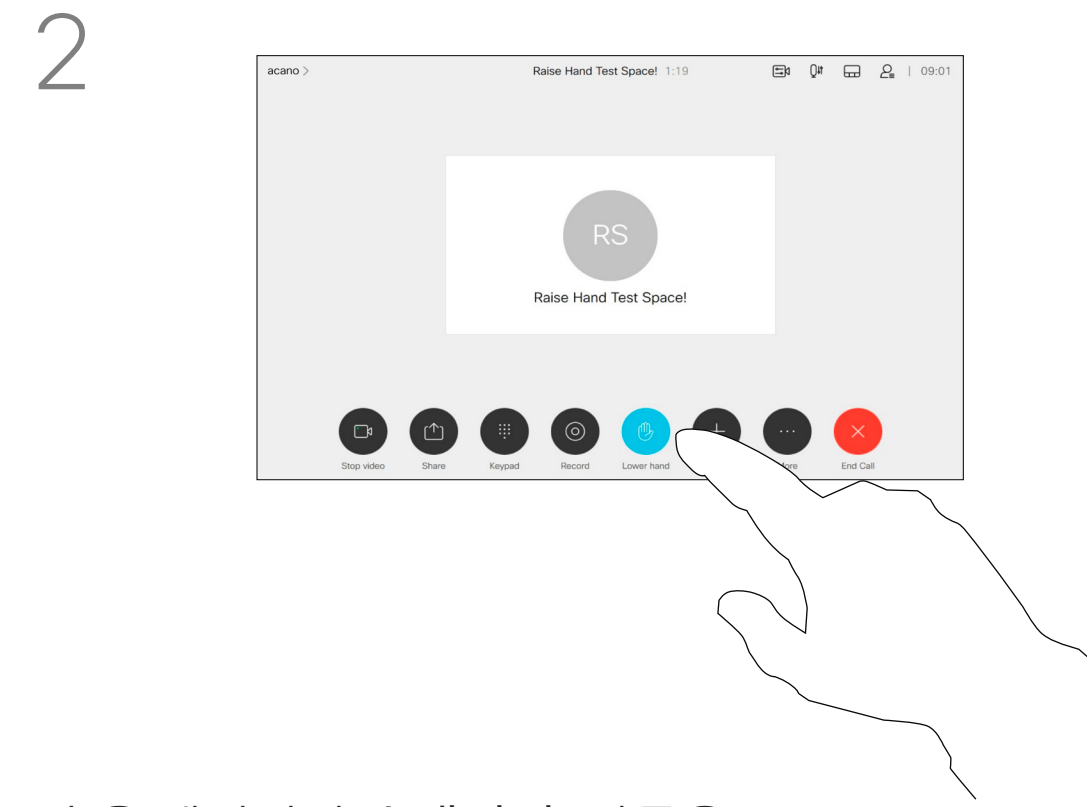 2
acano >
Raise Hand Test Space! 1:19
| 09:01
RS
Raise Hand Test Space!
Stop video Share Keypad Record Lower hand End Call